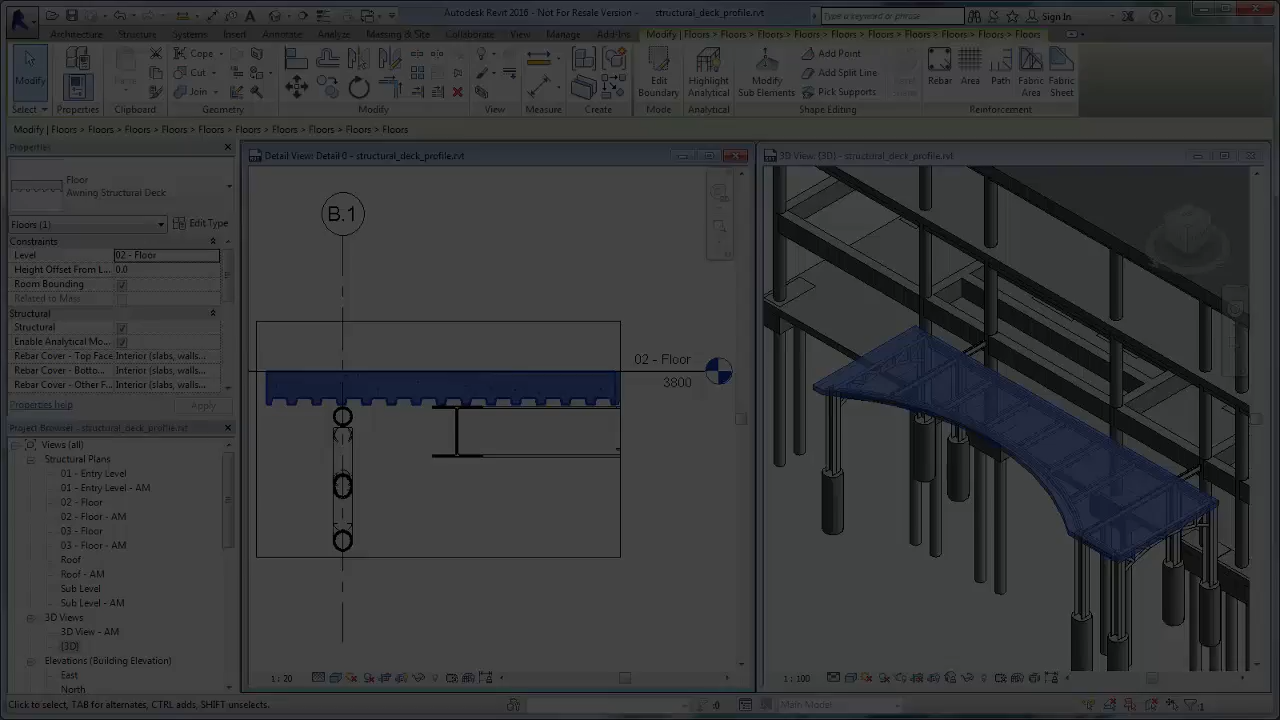 Autodesk Revit 2016 - Not For Resale Version - structural_deck_profile.rvt
Type a keyword or phrase
Sign In
Architecture Structure Systems Insert Annotate Analyze Massing & Site Collaborate View Manage Add-Ins Modify | Floors > Floors > Floors > Floors > Floors > Floors > Floors > Floors > Floors > Floors
Modify
Select
Properties
Paste
Clipboard
Cope
Cut
Join
Geometry
Modify
View
Measure
Create
Edit Boundary
Mode
Highlight Analytical
Analytical
Modify Sub Elements
Add Point
Add Split Line
Pick Supports
Shape Editing
Rebar
Area
Path
Fabric Area
Fabric Sheet
Reinforcement
Modify | Floors > Floors > Floors > Floors > Floors > Floors > Floors > Floors > Floors > Floors
Properties
Floor
Awning Structural Deck
Floors (1)
Edit Type
Constraints
Level 02 - Floor
Height Offset From L... 0.0
Room Bounding
Related to Mass
Structural
Structural
Enable Analytical Mo...
Rebar Cover - Top Face Interior (slabs, walls...
Rebar Cover - Botto... Interior (slabs, walls...
Rebar Cover - Other F... Interior (slabs, walls...
Properties help
Apply
Project Browser - structural_deck_profile.rvt
Views (all)
Structural Plans
01 - Entry Level
01 - Entry Level - AM
02 - Floor
02 - Floor - AM
03 - Floor
03 - Floor - AM
Roof
Roof - AM
Sub Level
Sub Level - AM
3D Views
3D View - AM
{3D}
Elevations (Building Elevation)
East
North
Detail View: Detail 0 - structural_deck_profile.rvt
B.1
02 - Floor
3800
1 : 20
3D View: {3D} - structural_deck_profile.rvt
1 : 100
Click to select, TAB for alternates, CTRL adds, SHIFT unselects.
:0
Main Model
:1